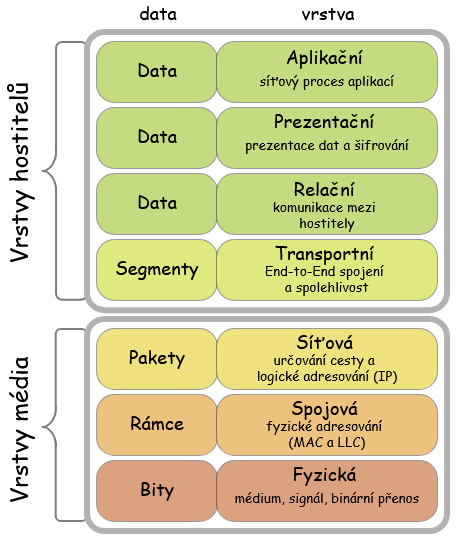 data vrstva
Vrstvy hostitelů
Data
Aplikační
síťový proces aplikací
Data
Prezentační
prezentace dat a šifrování
Data
Relační
komunikace mezi
hostitely
Segmenty
Transportní
End-to-End spojení
a spolehlivost
Vrstvy média
Pakety
Síťová
určování cesty a
logické adresování (IP)
Rámce
Spojová
fyzické adresování
(MAC a LLC)
Bity
Fyzická
médium, signál, binární přenos